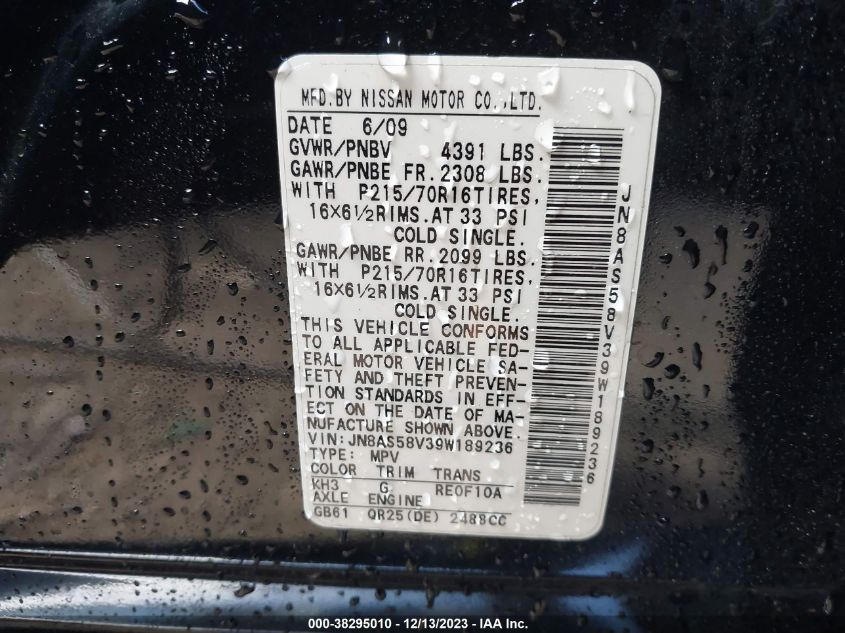 MFD.BY NISSAN MOTOR CO.,LTD.
DATE 6/09
GVWR/PNBV 4391 LBS.
GAWR/PNBE FR.2308 LBS.
WITH P215/70R16TIRES,
16X6½RIMS.AT 33 PSI
COLD SINGLE.
GAWR/PNBE RR.2099 LBS.
WITH P215/70R16TIRES,
16X6½RIMS.AT 33 PSI
COLD SINGLE.
THIS VEHICLE CONFORMS
TO ALL APPLICABLE FED-
ERAL MOTOR VEHICLE SA-
FETY AND THEFT PREVEN-
TION STANDARDS IN EFF-
ECT ON THE DATE OF MA-
NUFACTURE SHOWN ABOVE.
VIN:JN8AS58V39W189236
TYPE: MPV
COLOR TRIM TRANS
KH3 G RE0F10A
AXLE ENGINE
GB61 QR25(DE) 2488CC
JN8AS58V39W189236
000-38295010 - 12/13/2023 - IAA Inc.